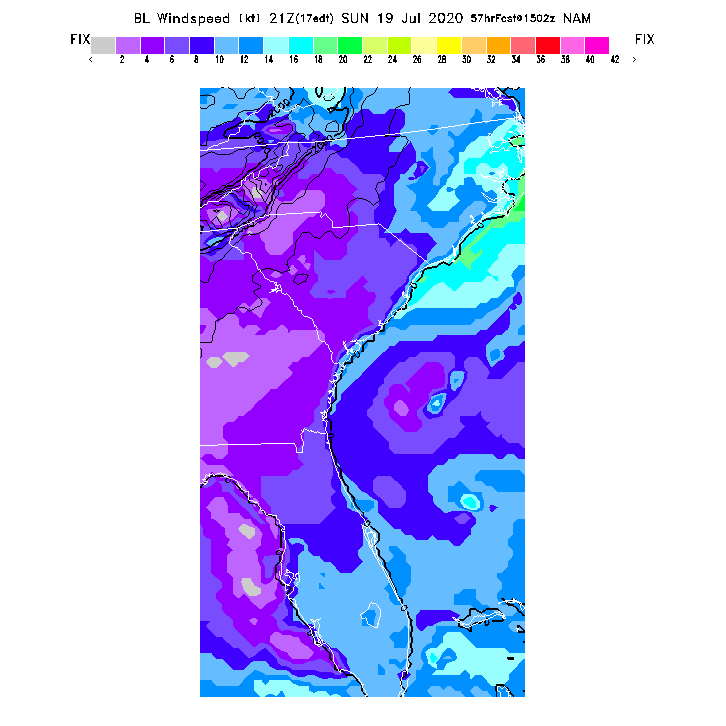 BL Windspeed [kt] 21Z(17edt) SUN 19 Jul 2020 57hrFcst@1502z NAM
FIX FIX
< 2 4 6 8 10 12 14 16 18 20 22 24 26 28 30 32 34 36 38 40 42 >